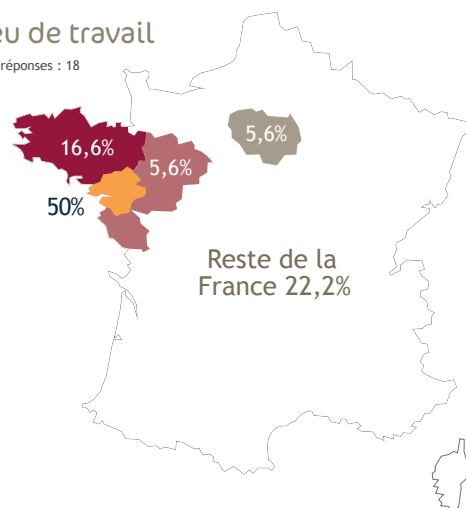 eu de travail
réponses : 18
16,6%
5,6%
5,6%
50%
Reste de la
France 22,2%